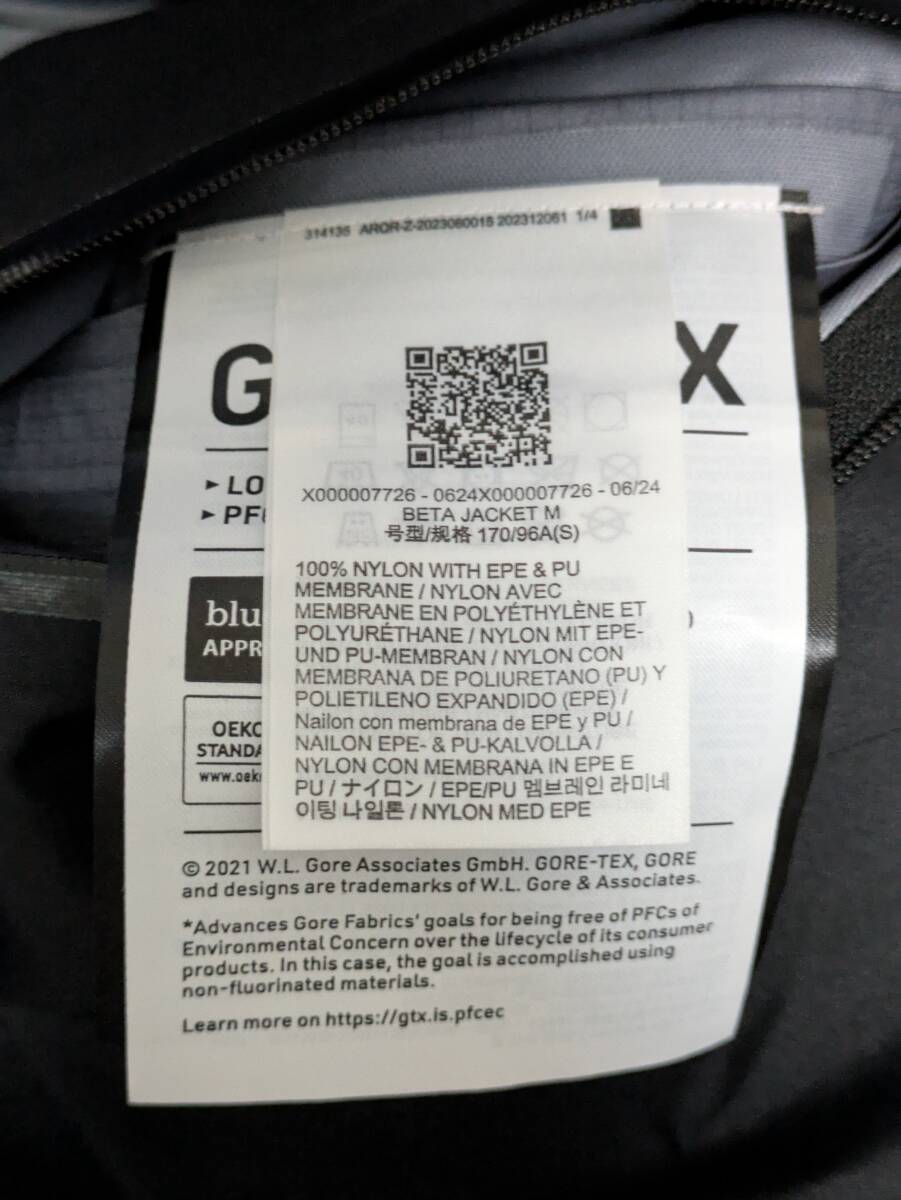 314135 AROR-Z-2023080015 202312061 1/4
G X
X000007726 - 0624X000007726 - 06/24
BETA JACKET M
号型/规格 170/96A(S)
100% NYLON WITH EPE & PU
MEMBRANE / NYLON AVEC
MEMBRANE EN POLYÉTHYLÈNE ET
POLYURÉTHANE / NYLON MIT EPE-
UND PU-MEMBRAN / NYLON CON
MEMBRANA DE POLIURETANO (PU) Y
POLIETILENO EXPANDIDO (EPE) /
Nailon con membrana de EPE y PU /
NAILON EPE- & PU-KALVOLLA /
NYLON CON MEMBRANA IN EPE E
PU / ナイロン / EPE/PU 멤브레인 라미네
이팅 나일론 / NYLON MED EPE
► LO
► PF
blu
APPR
OEKO
STANDA
www.oek
© 2021 W.L. Gore Associates GmbH. GORE-TEX, GORE
and designs are trademarks of W.L. Gore & Associates.
*Advances Gore Fabrics' goals for being free of PFCs of
Environmental Concern over the lifecycle of its consumer
products. In this case, the goal is accomplished using
non-fluorinated materials.
Learn more on https://gtx.is.pfcec